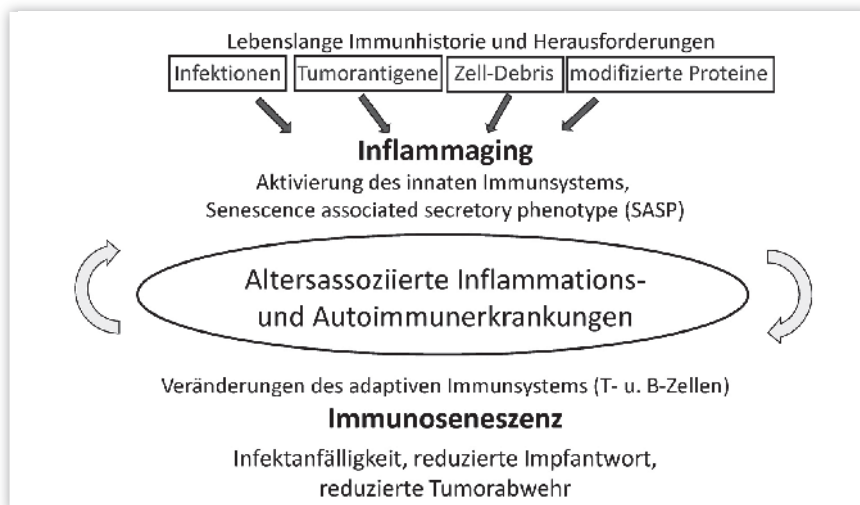 Lebenslange Immunhistorie und Herausforderungen
Infektionen Tumorantigene Zell-Debris modifizierte Proteine
Inflammaging
Aktivierung des innaten Immunsystems,
Senescence associated secretory phenotype (SASP)
Altersassoziierte Inflammations-
und Autoimmunerkrankungen
Veränderungen des adaptiven Immunsystems (T- u. B-Zellen)
Immunoseneszenz
Infektanfälligkeit, reduzierte Impfantwort,
reduzierte Tumorabwehr